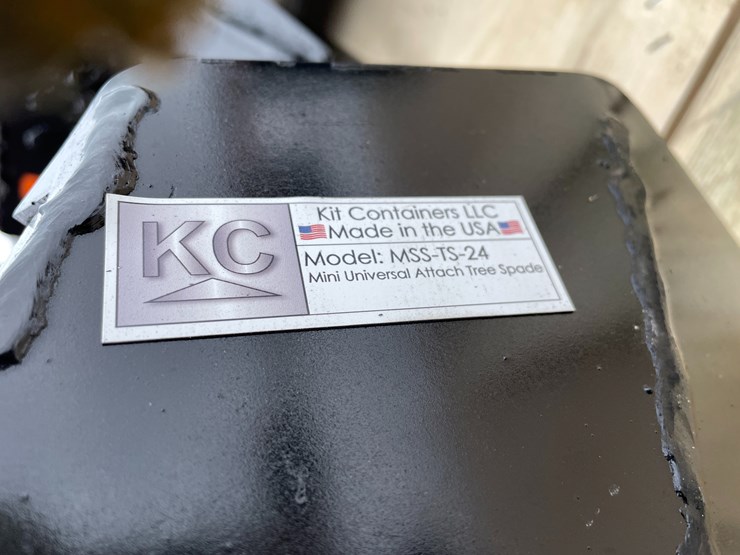 KC
Kit Containers LLC
Made in the USA
Model: MSS-TS-24
Mini Universal Attach Tree Spade